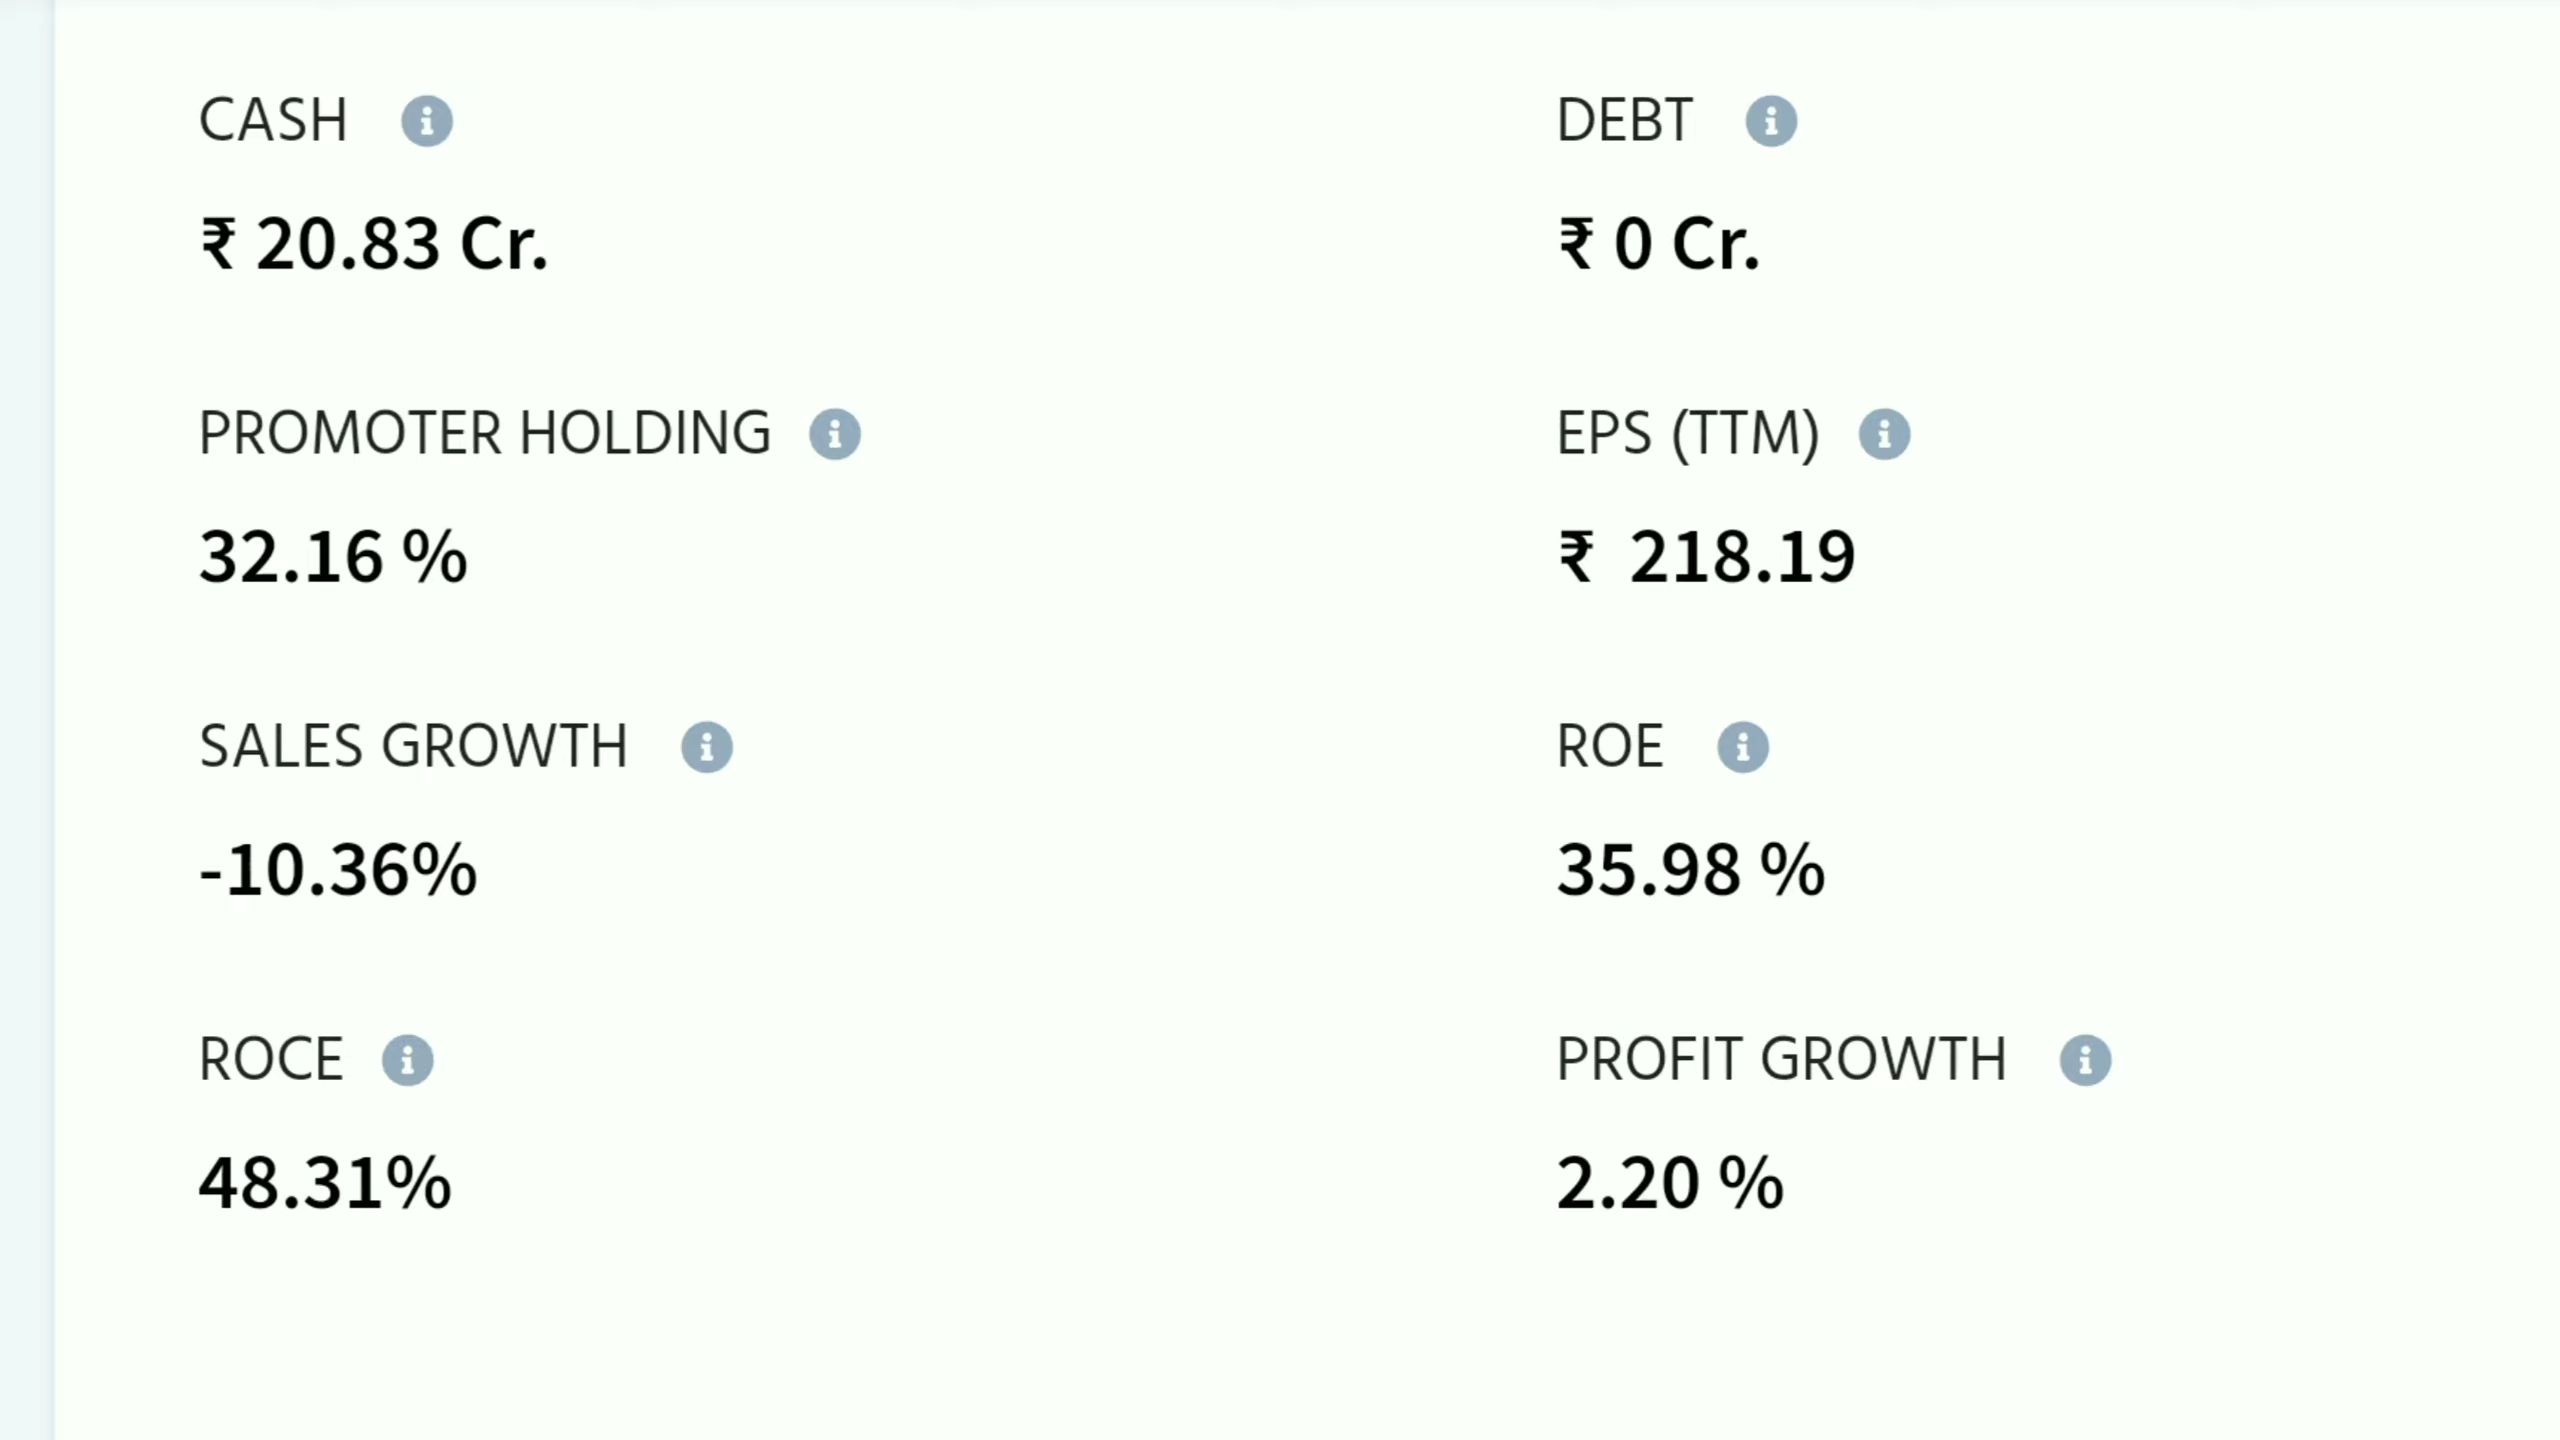 CASH
DEBT
₹ 20.83 Cr.
₹ 0 Cr.
PROMOTER HOLDING
EPS (TTM)
32.16 %
₹ 218.19
SALES GROWTH
ROE
-10.36%
35.98 %
ROCE
PROFIT GROWTH
48.31%
2.20 %